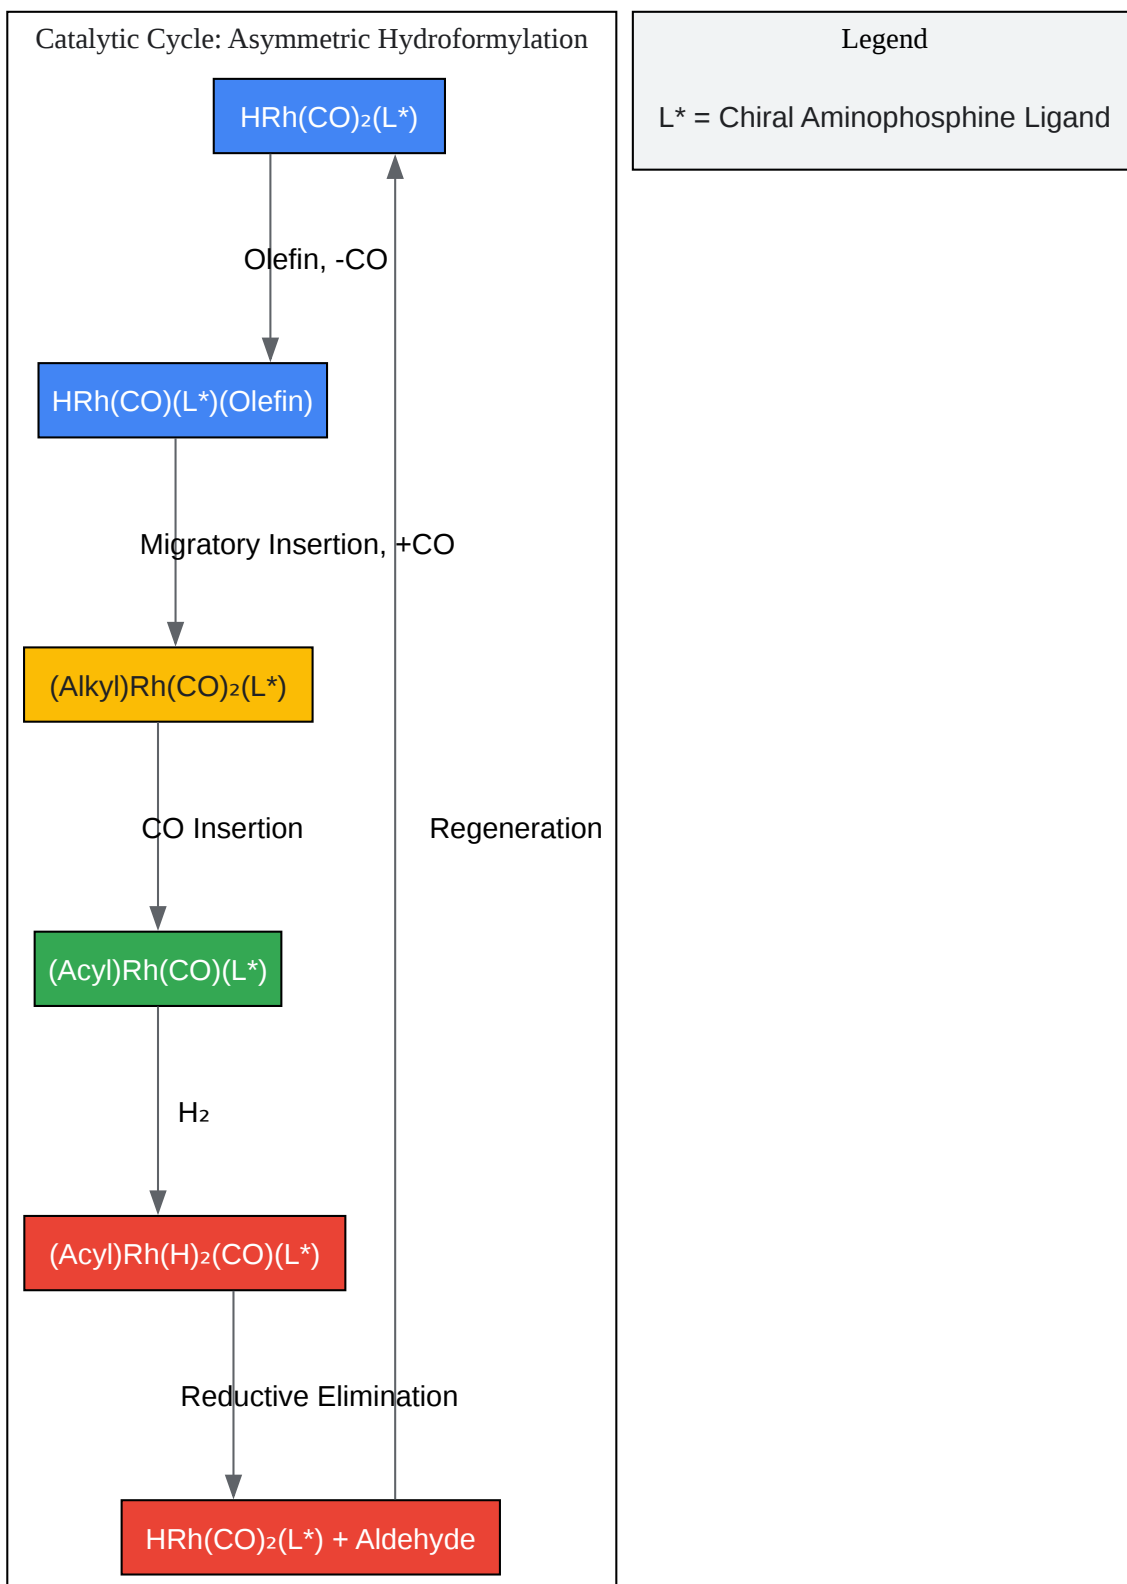 Catalytic Cycle: Asymmetric Hydroformylation
HRh(CO)₂(L*)
Olefin, -CO
HRh(CO)(L*)(Olefin)
Migratory Insertion, +CO
(Alkyl)Rh(CO)₂(L*)
CO Insertion
Regeneration
(Acyl)Rh(CO)(L*)
H₂
(Acyl)Rh(H)₂(CO)(L*)
Reductive Elimination
HRh(CO)₂(L*) + Aldehyde
Legend
L* = Chiral Aminophosphine Ligand